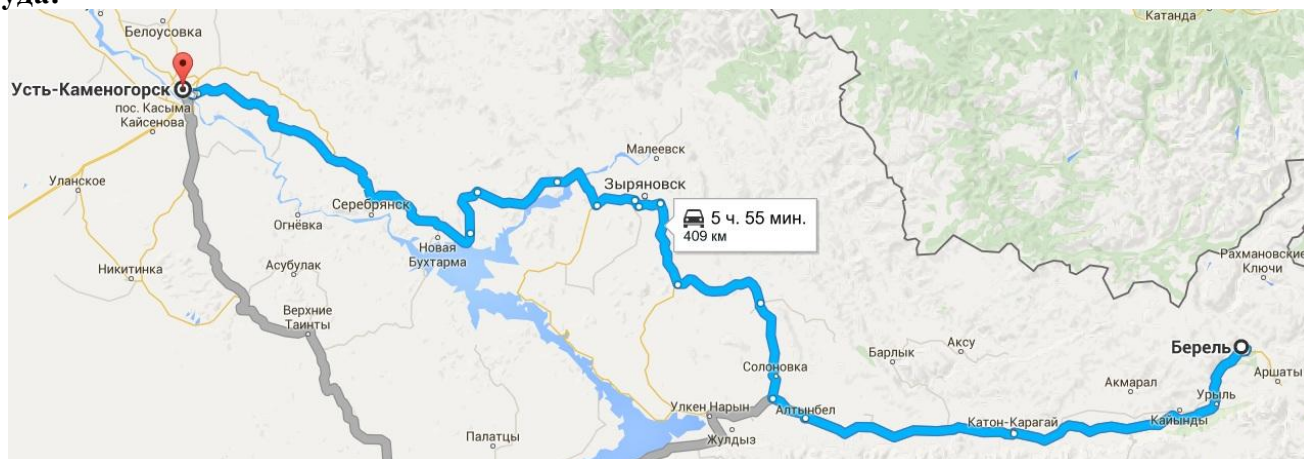 уда?
Катанда
Белоусовка
Усть-Каменогорск
пос. Касыма
Кайсенова
Малеевск
Уланское
Зыряновск
5 ч. 55 мин.
409 км
Серебрянск
Огнёвка
Новая
Бухтарма
Никитинка
Асубулак
Рахмановские
Ключи
Верхние
Таинты
Берель
Барлык
Аксу
Солоновка
Аршаты
Акмарал
Урыль
Улкен Нарын
Алтынбел
Кайынды
Катон-Карагай
Палатцы
Жулдыз